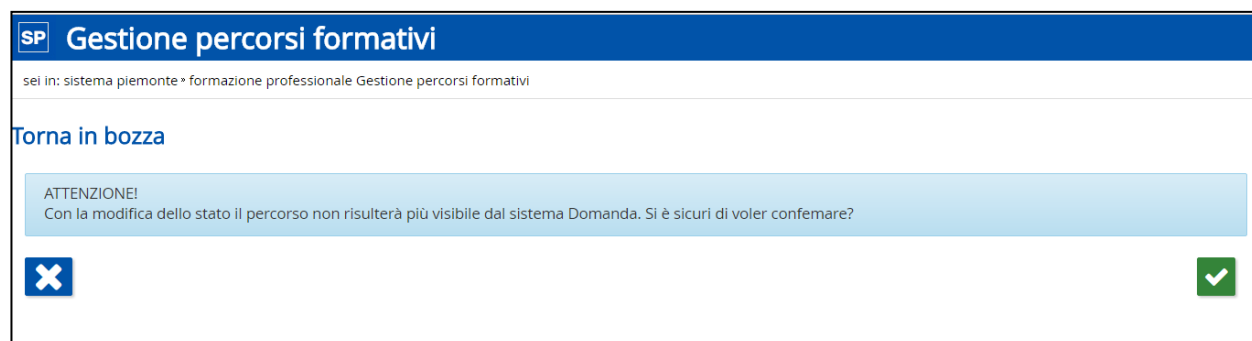 SP Gestione percorsi formativi
sei in: sistema piemonte » formazione professionale Gestione percorsi formativi
Torna in bozza
ATTENZIONE!
Con la modifica dello stato il percorso non risulterà più visibile dal sistema Domanda. Si è sicuri di voler confemare?